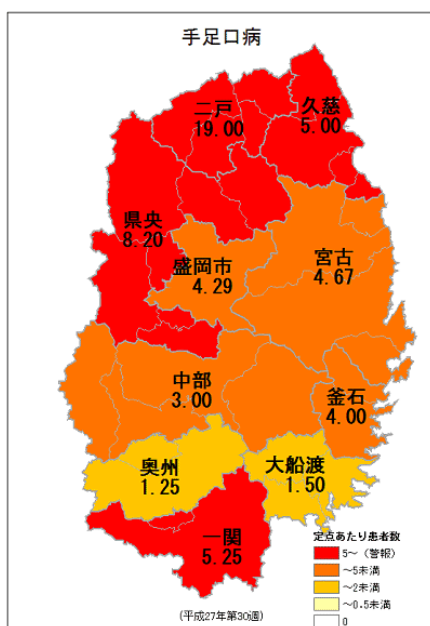 手足口病
二戸
19.00
久慈
5.00
県央
8.20
盛岡市
4.29
宮古
4.67
中部
3.00
釜石
4.00
奥州
1.25
大船渡
1.50
一関
5.25
定点あたり患者数
5～（警報）
～5未満
～2未満
～0.5未満
0
(平成27年第30週)